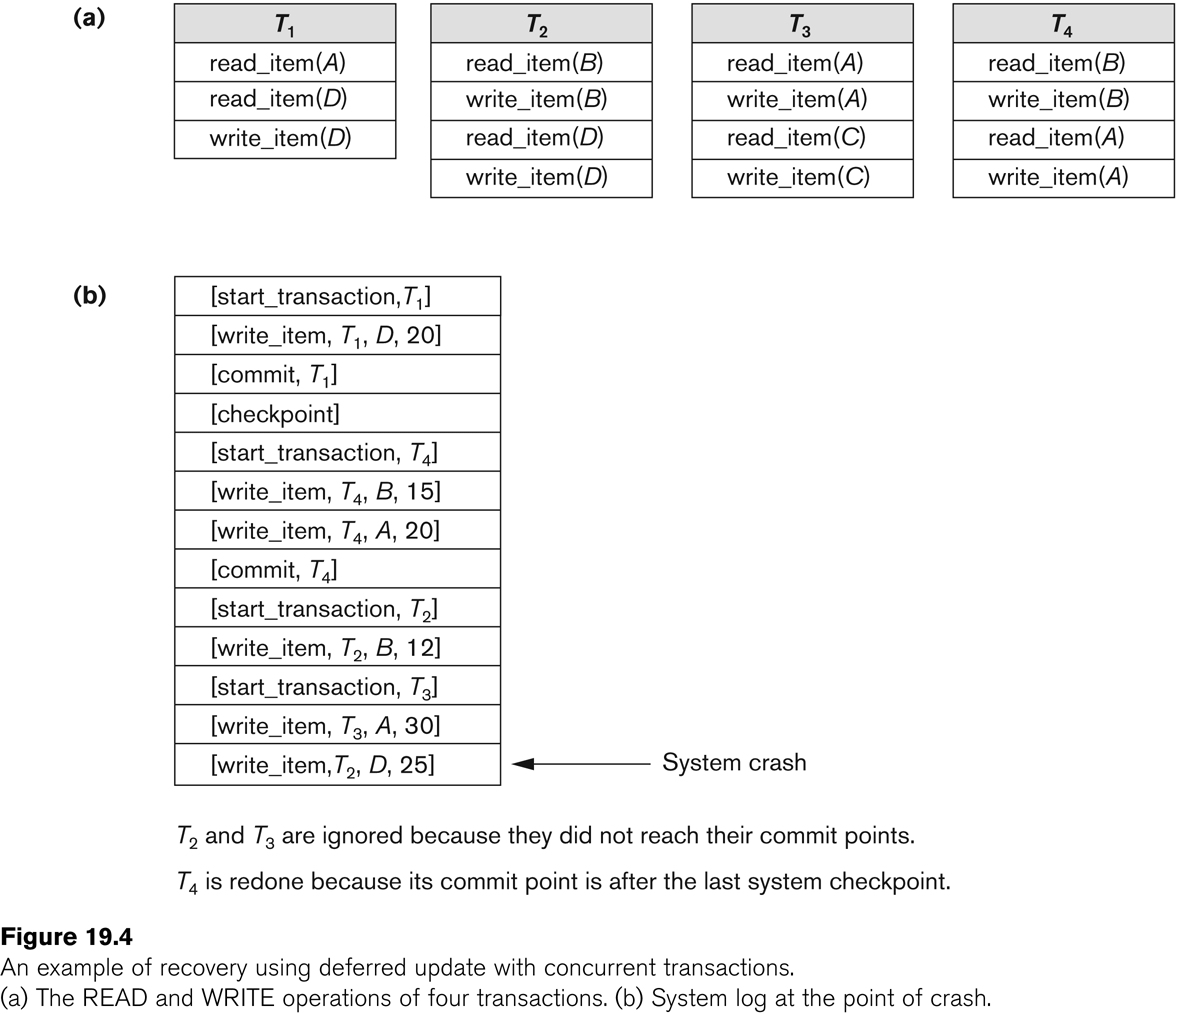 (a)
T1 T2 T3 T4
read_item(A) read_item(B) read_item(A) read_item(B)
read_item(D) write_item(B) write_item(A) write_item(B)
write_item(D) read_item(D) read_item(C) read_item(A)
write_item(D) write_item(C) write_item(A)
(b)
[start_transaction,T1]
[write_item, T1, D, 20]
[commit, T1]
[checkpoint]
[start_transaction, T4]
[write_item, T4, B, 15]
[write_item, T4, A, 20]
[commit, T4]
[start_transaction, T2]
[write_item, T2, B, 12]
[start_transaction, T3]
[write_item, T3, A, 30]
[write_item,T2, D, 25] System crash
T2 and T3 are ignored because they did not reach their commit points.
T4 is redone because its commit point is after the last system checkpoint.
Figure 19.4
An example of recovery using deferred update with concurrent transactions.
(a) The READ and WRITE operations of four transactions. (b) System log at the point of crash.